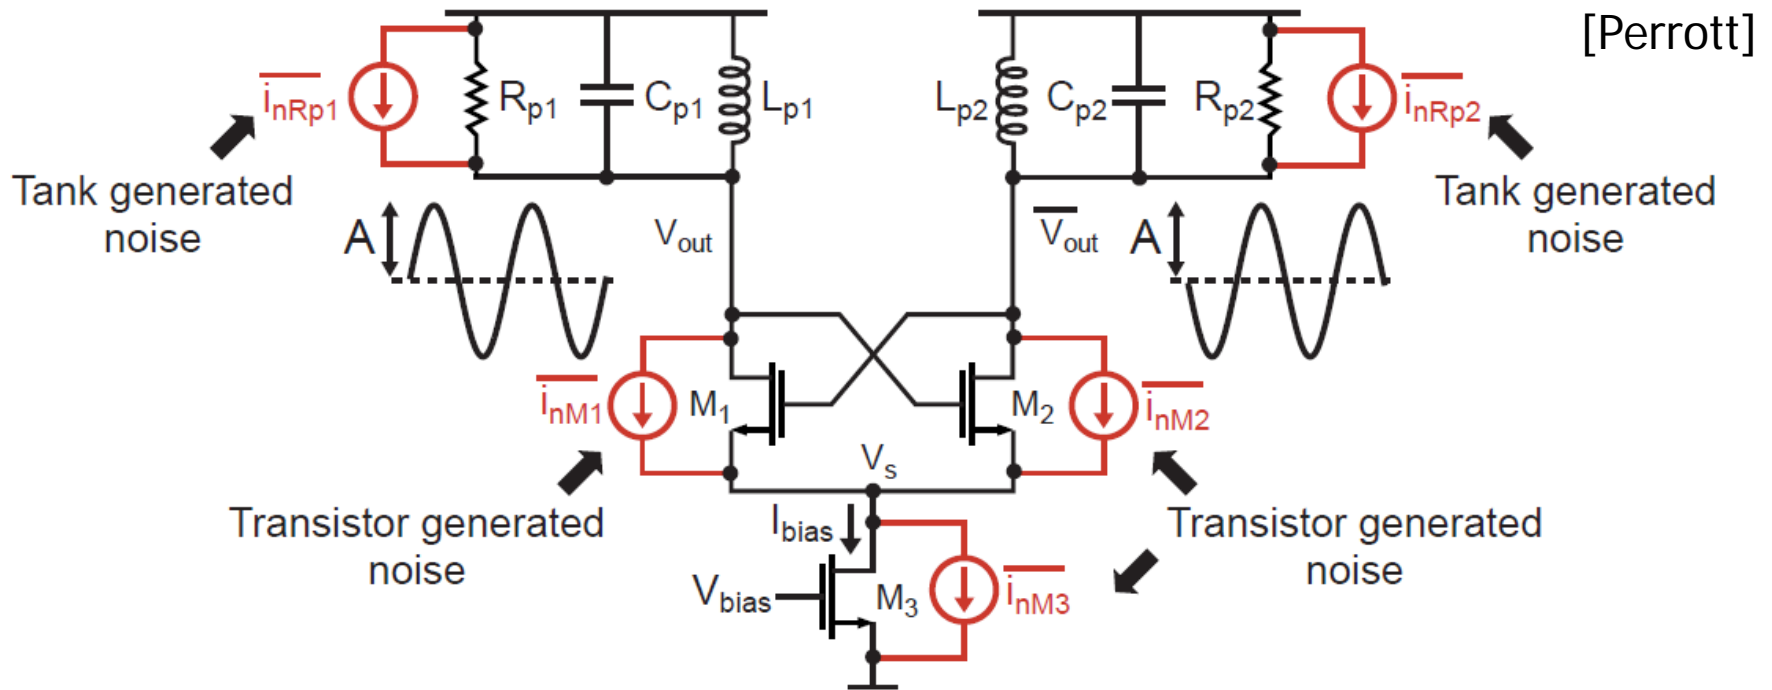 [Perrott]
i_nRp1
R_p1
C_p1
L_p1
L_p2
C_p2
R_p2
i_nRp2
Tank generated
noise
A
V_out
V_out
A
Tank generated
noise
i_nM1
M_1
M_2
i_nM2
V_s
Transistor generated
noise
I_bias
Transistor generated
noise
V_bias
M_3
i_nM3